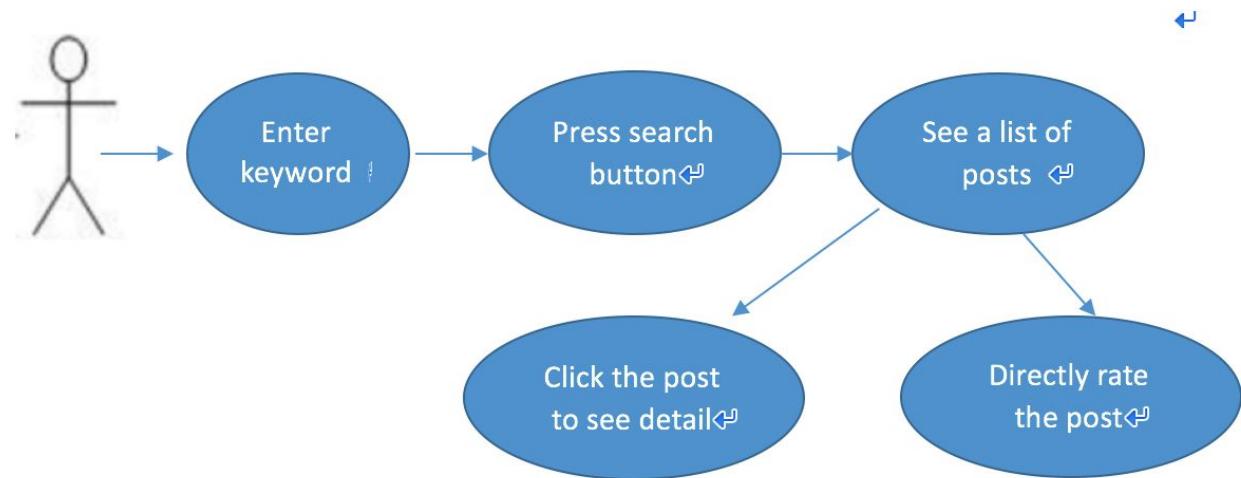 Enter
keyword
Press search
button
See a list of
posts
Click the post
to see detail
Directly rate
the post